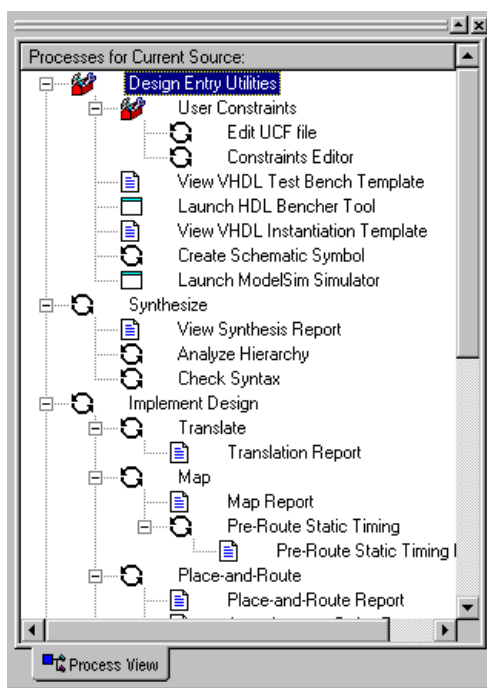 Processes for Current Source:
Design Entry Utilities
User Constraints
Edit UCF file
Constraints Editor
View VHDL Test Bench Template
Launch HDL Bencher Tool
View VHDL Instantiation Template
Create Schematic Symbol
Launch ModelSim Simulator
Synthesize
View Synthesis Report
Analyze Hierarchy
Check Syntax
Implement Design
Translate
Translation Report
Map
Map Report
Pre-Route Static Timing
Pre-Route Static Timing
Place-and-Route
Place-and-Route Report
Process View